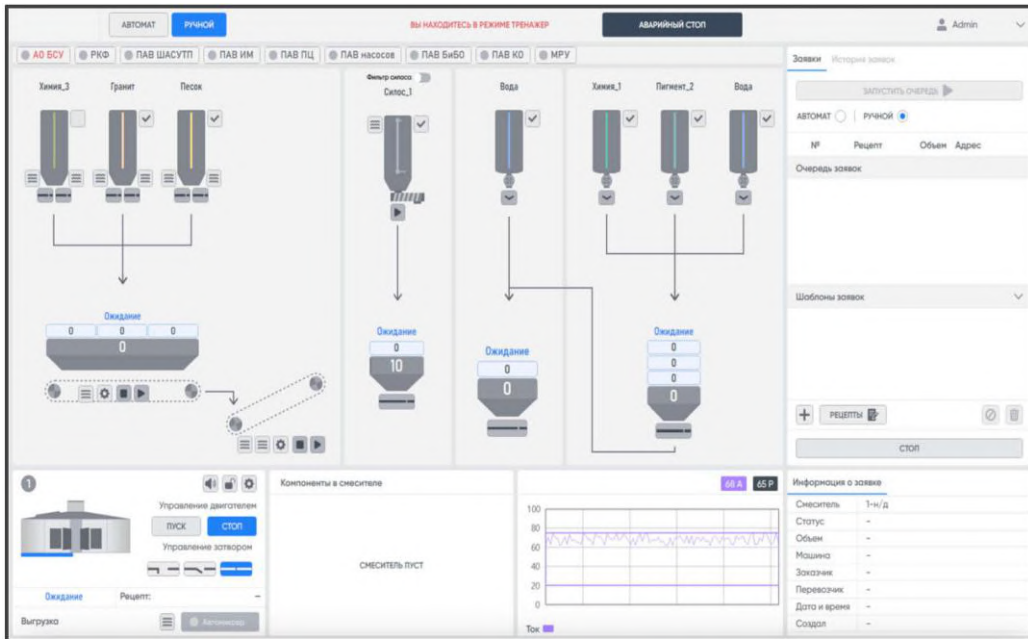 АВТОМАТ РУЧНОЙ ВЫ НАХОДИТЕСЬ В РЕЖИМЕ ТРЕНАЖЕР АВАРИЙНЫЙ СТОП Admin
АО БСУ РКФ ПАВ ШАСУТП ПАВ ИМ ПАВ ПЦ ПАВ насосов ПАВ БиБО ПАВ КО МРУ
Химия_3 Гранит Песок
Ожидание
0 0 0
0
Фильтр силоса
Силос_1
Ожидание
0
10
Вода
Ожидание
0
0
Химия_1 Пигмент_2 Вода
Ожидание
0
0
0
0
Заявки История заявок
ЗАПУСТИТЬ ОЧЕРЕДЬ
АВТОМАТ РУЧНОЙ
№ Рецепт Объем Адрес
Очередь заявок
Шаблоны заявок
РЕЦЕПТЫ
СТОП
1
Управление двигателем
ПУСК СТОП
Управление затвором
Ожидание Рецепт: –
Выгрузка
Компоненты в смесителе
СМЕСИТЕЛЬ ПУСТ
68 А 65 Р
100
80
60
40
20
0
Ток
Информация о заявке
Смеситель 1-н/д
Статус –
Объем –
Машина –
Заказчик –
Перевозчик –
Дата и время –
Создал –